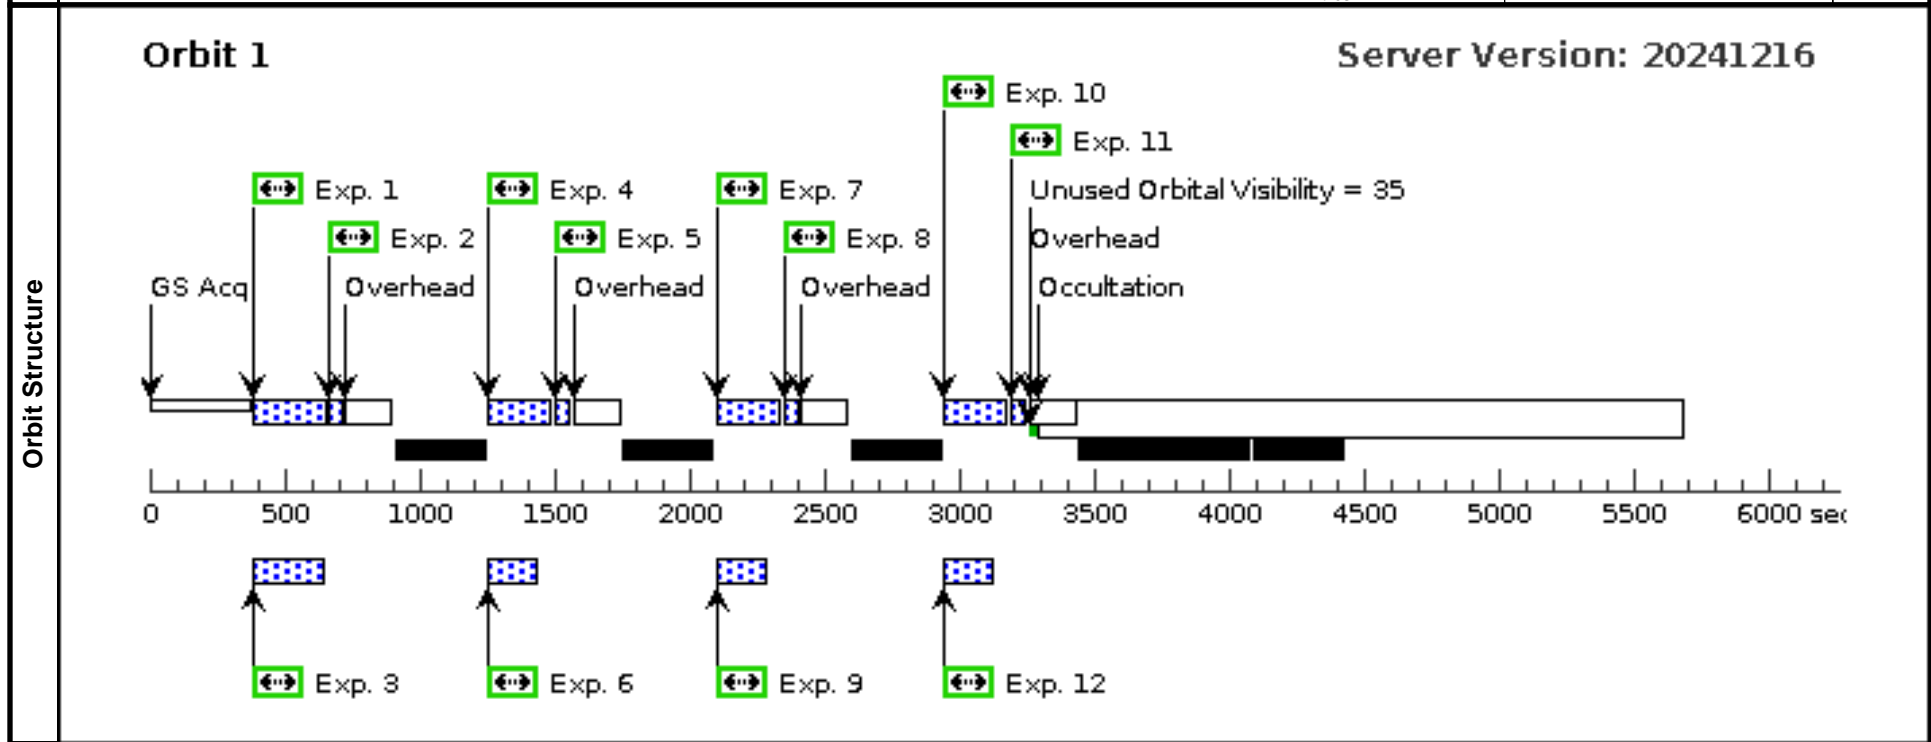 Orbit 1
Server Version: 20241216
Exp. 10
Exp. 11
Exp. 1
Exp. 4
Exp. 7
Unused Orbital Visibility = 35
Exp. 2
Exp. 5
Exp. 8
Overhead
GS Acq
Overhead
Overhead
Overhead
Occultation
Orbit Structure
0 500 1000 1500 2000 2500 3000 3500 4000 4500 5000 5500 6000 sec
Exp. 3
Exp. 6
Exp. 9
Exp. 12